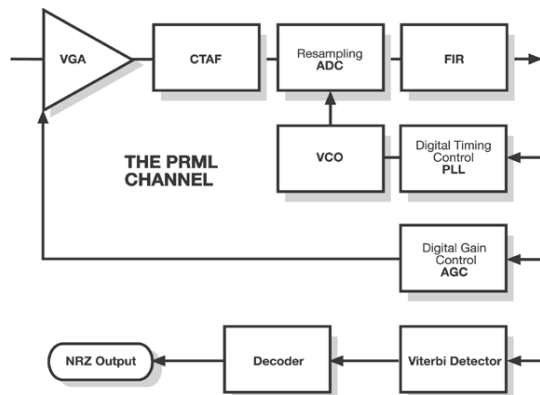 VGA
CTAF
Resampling
ADC
FIR
THE PRML
CHANNEL
VCO
Digital Timing
Control
PLL
Digital Gain
Control
AGC
NRZ Output
Decoder
Viterbi Detector